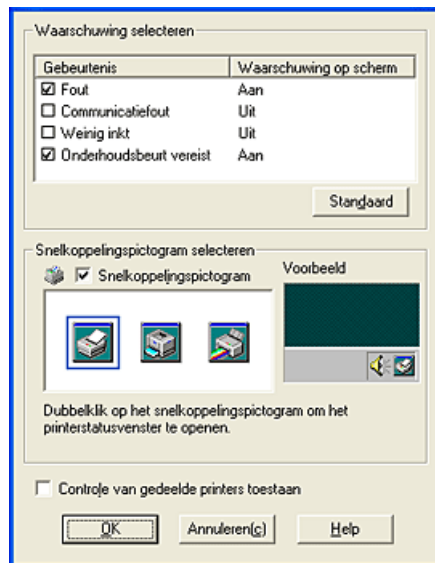 Waarschuwing selecteren
Gebeurtenis Waarschuwing op scherm
Fout Aan
Communicatiefout Uit
Weinig inkt Uit
Onderhoudsbeurt vereist Aan
Standaard
Snelkoppelingspictogram selecteren
Snelkoppelingspictogram
Voorbeeld
Dubbelklik op het snelkoppelingspictogram om het
printerstatusvenster te openen.
Controle van gedeelde printers toestaan
OK Annuleren(c) Help